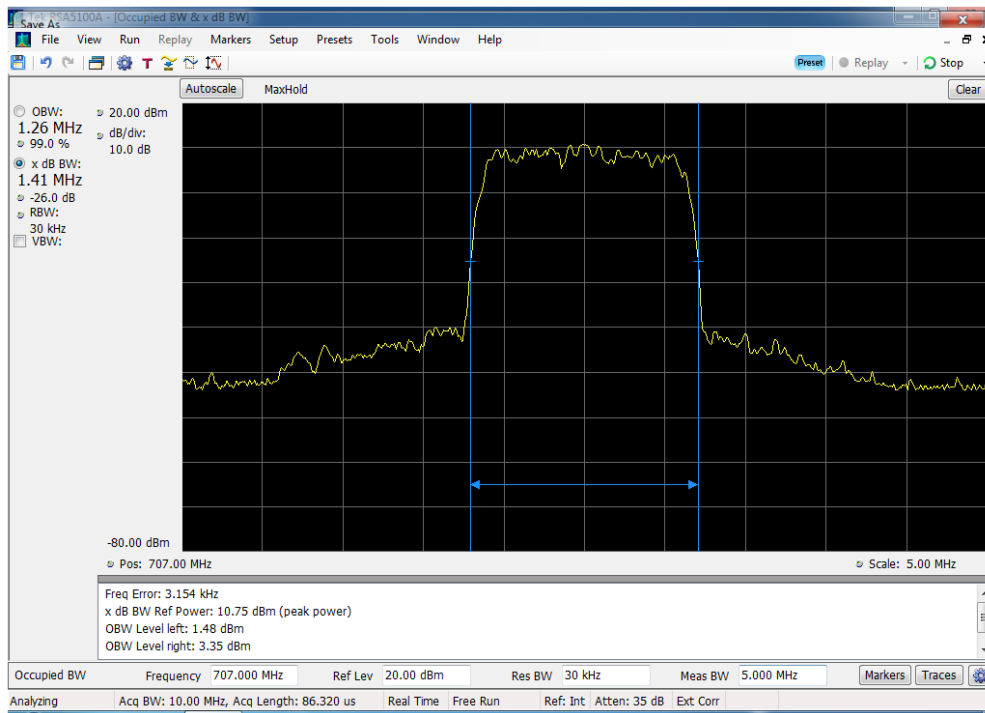 Tek RSA5100A - [Occupied BW & x dB BW]
Save As
File View Run Replay Markers Setup Presets Tools Window Help
T Preset Replay Stop
Autoscale MaxHold Clear
OBW:
1.26 MHz
99.0 %
x dB BW:
1.41 MHz
-26.0 dB
RBW:
30 kHz
VBW:
20.00 dBm
dB/div:
10.0 dB
-80.00 dBm
Pos: 707.00 MHz Scale: 5.00 MHz
Freq Error: 3.154 kHz
x dB BW Ref Power: 10.75 dBm (peak power)
OBW Level left: 1.48 dBm
OBW Level right: 3.35 dBm
Occupied BW Frequency 707.000 MHz Ref Lev 20.00 dBm Res BW 30 kHz Meas BW 5.000 MHz Markers Traces
Analyzing Acq BW: 10.00 MHz, Acq Length: 86.320 us Real Time Free Run Ref: Int Atten: 35 dB Ext Corr